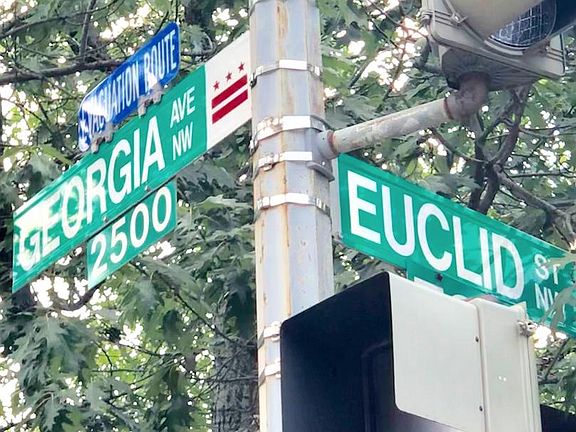 EVACUATION ROUTE
GEORGIA AVE NW
2500
EUCLID ST NW